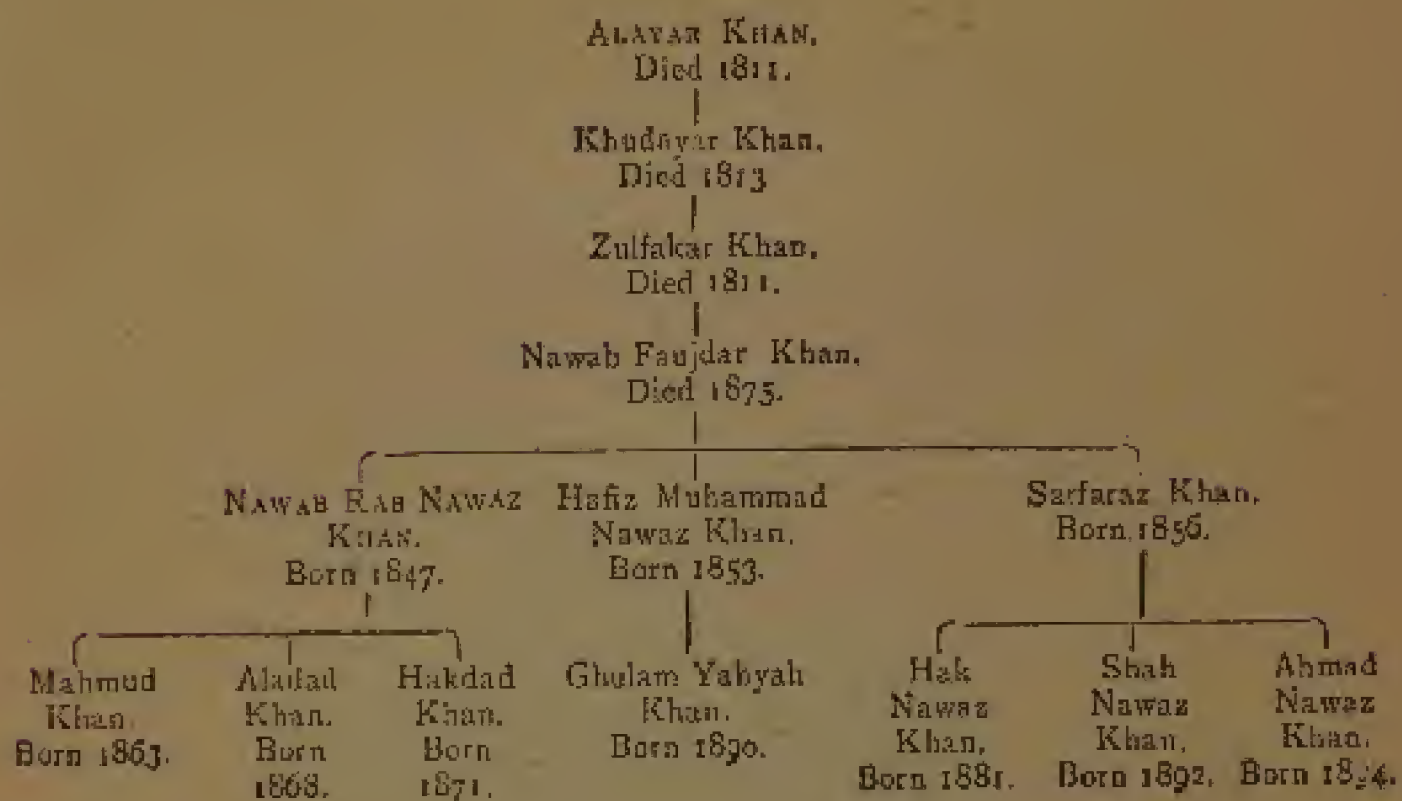 ALAYAR KHAN.
Died 1811.
Khudayar Khan.
Died 1813
Zulfakar Khan.
Died 1811.
Nawab Faujdar Khan.
Died 1875.
NAWAB RAB NAWAZ
KHAN.
Born 1847.
Hafiz Muhammad
Nawaz Khan.
Born 1853.
Sarfaraz Khan.
Born 1856.
Mahmud
Khan.
Born 1863.
Aladad
Khan.
Born
1868.
Hakdad
Khan.
Born
1871.
Ghulam Yahyah
Khan.
Born 1890.
Hak
Nawaz
Khan.
Born 1881.
Shah
Nawaz
Khan.
Born 1892.
Ahmad
Nawaz
Khan.
Born